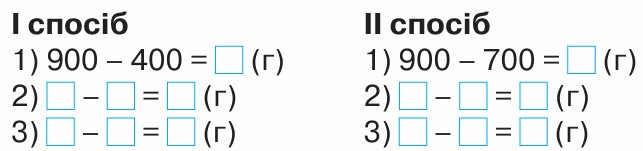 І спосіб
1) 900 – 400 = □ (г)
2) □ – □ = □ (г)
3) □ – □ = □ (г)
ІІ спосіб
1) 900 – 700 = □ (г)
2) □ – □ = □ (г)
3) □ – □ = □ (г)